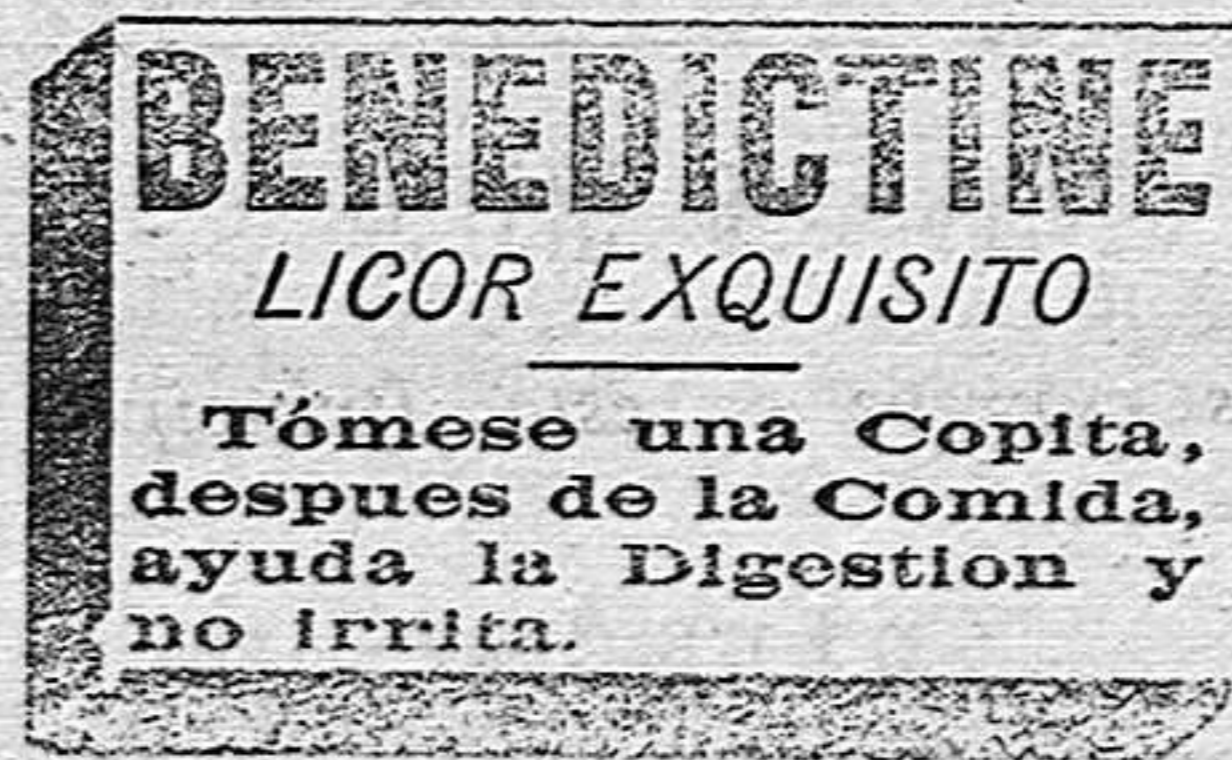 BENEDICTINE
LICOR EXQUISITO
Tómese una Copita,
despues de la Comida,
ayuda la Digestion y
no irrita.